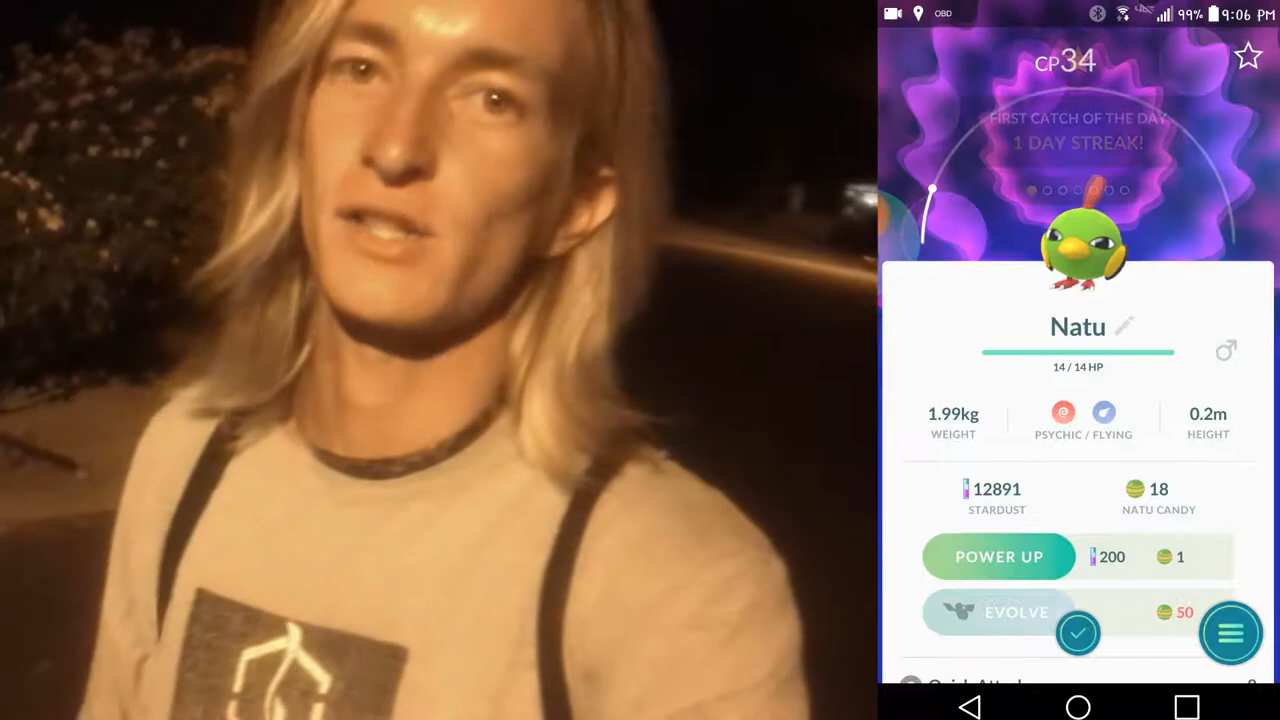 OBD 99% 9:06 PM
CP34
FIRST CATCH OF THE DAY
1 DAY STREAK!
Natu
14 / 14 HP
1.99kg
WEIGHT
PSYCHIC / FLYING
0.2m
HEIGHT
12891
STARDUST
18
NATU CANDY
POWER UP 200 1
EVOLVE 50